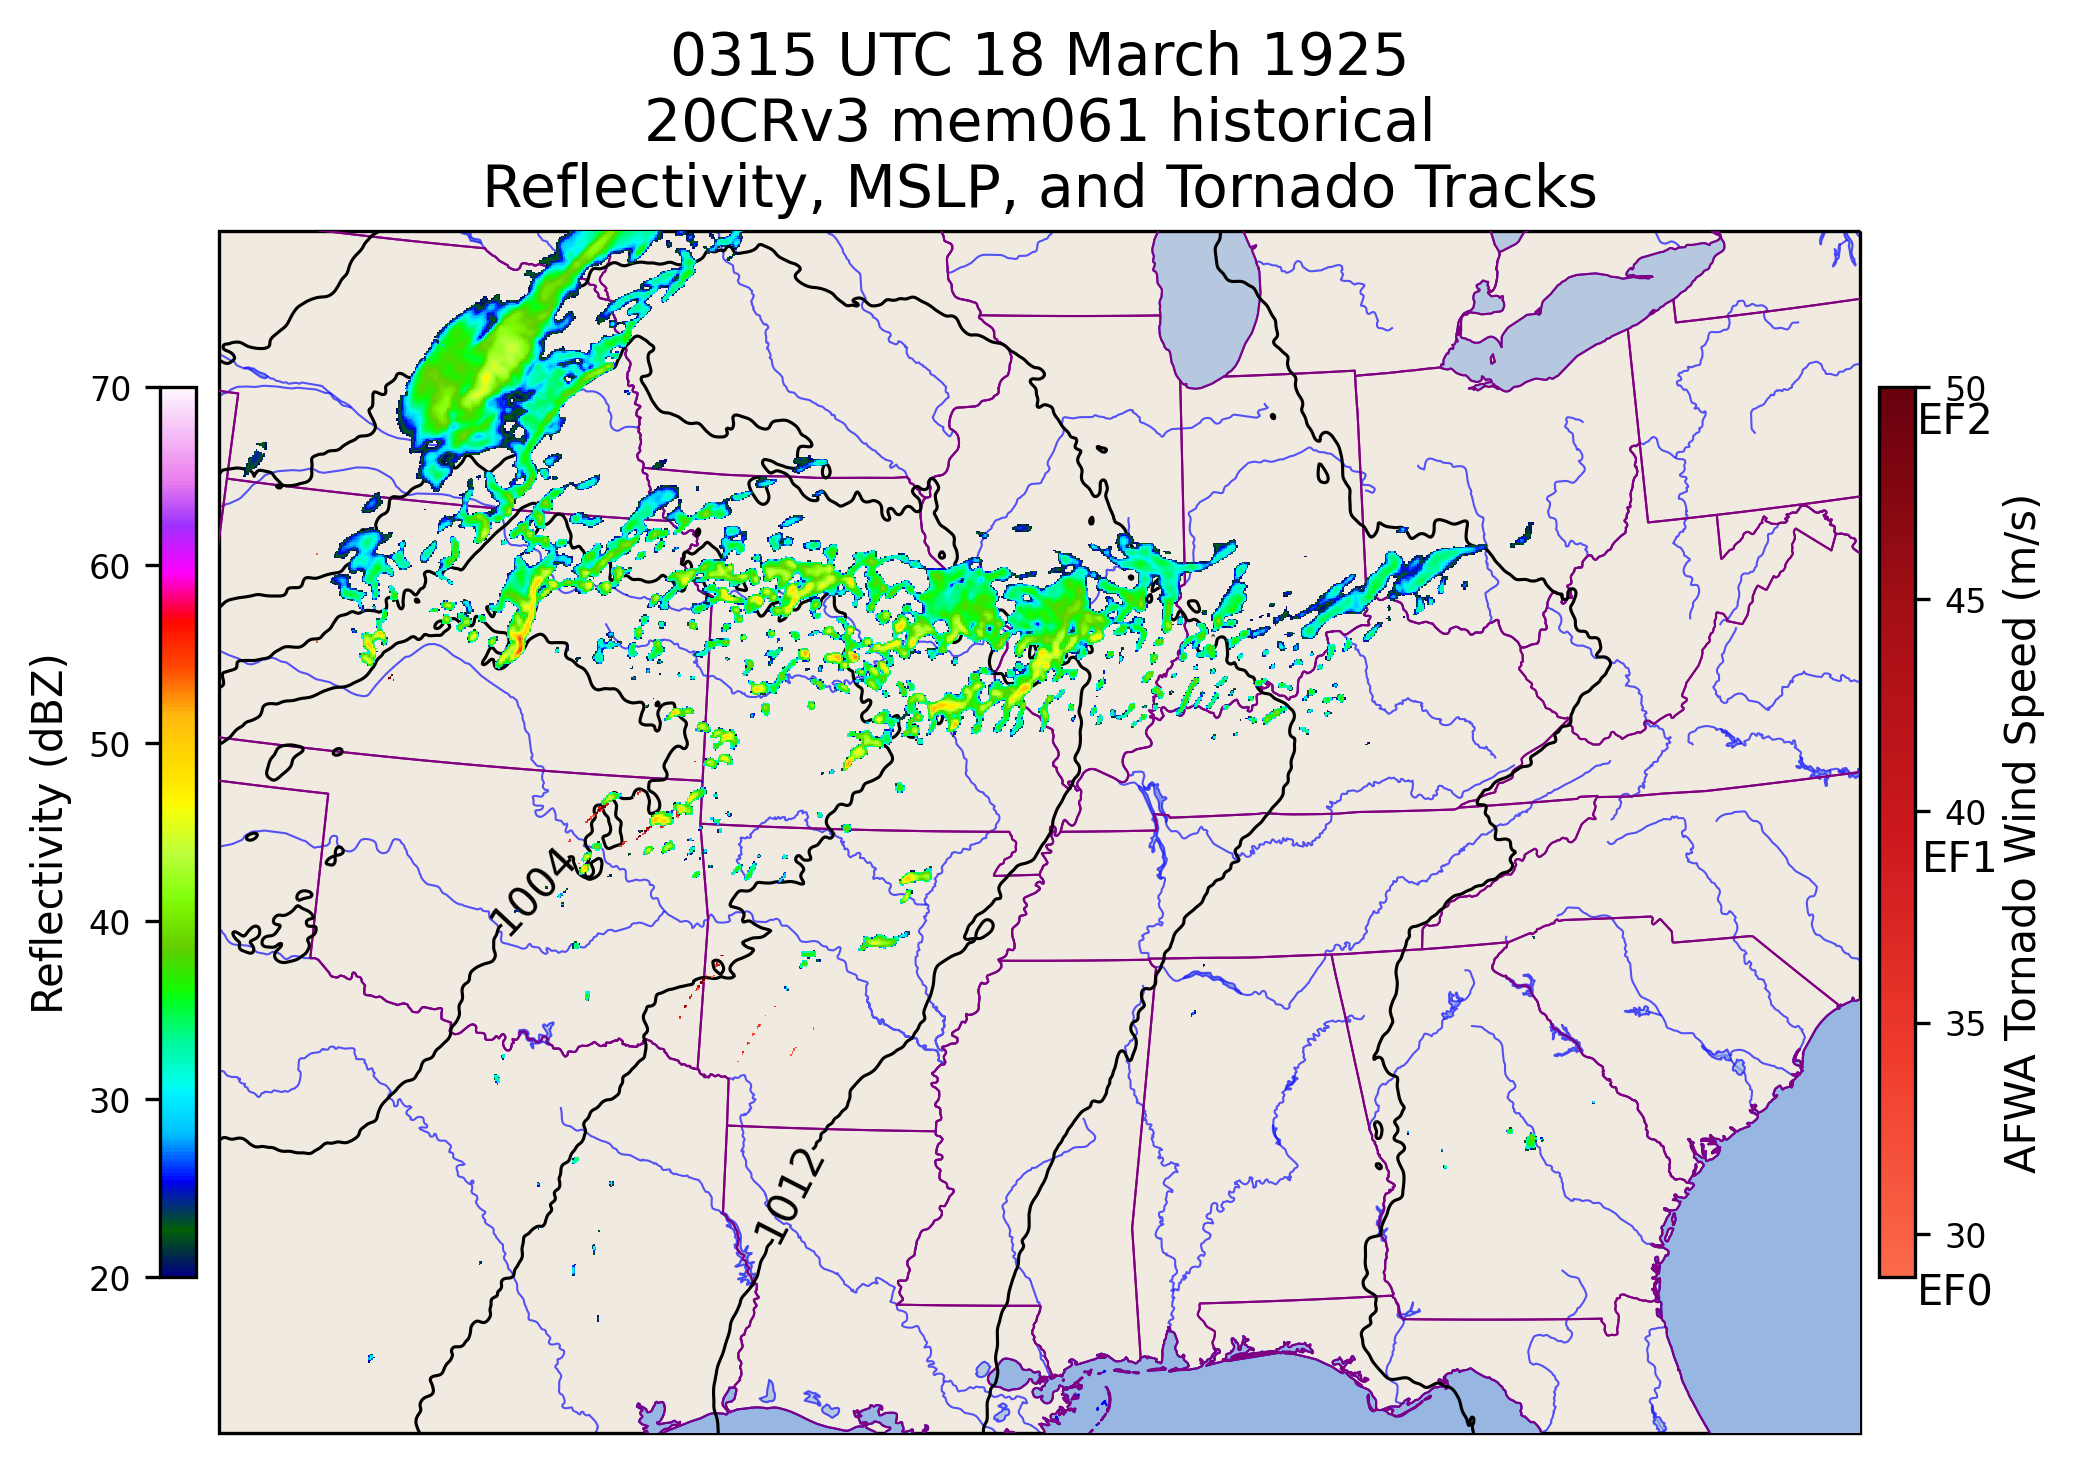 0315 UTC 18 March 1925
20CRv3 mem061 historical
Reflectivity, MSLP, and Tornado Tracks
Reflectivity (dBZ)
70
60
50
40
30
20
1004
1012
50
EF2
45
40
EF1
35
30
EF0
AFWA Tornado Wind Speed (m/s)